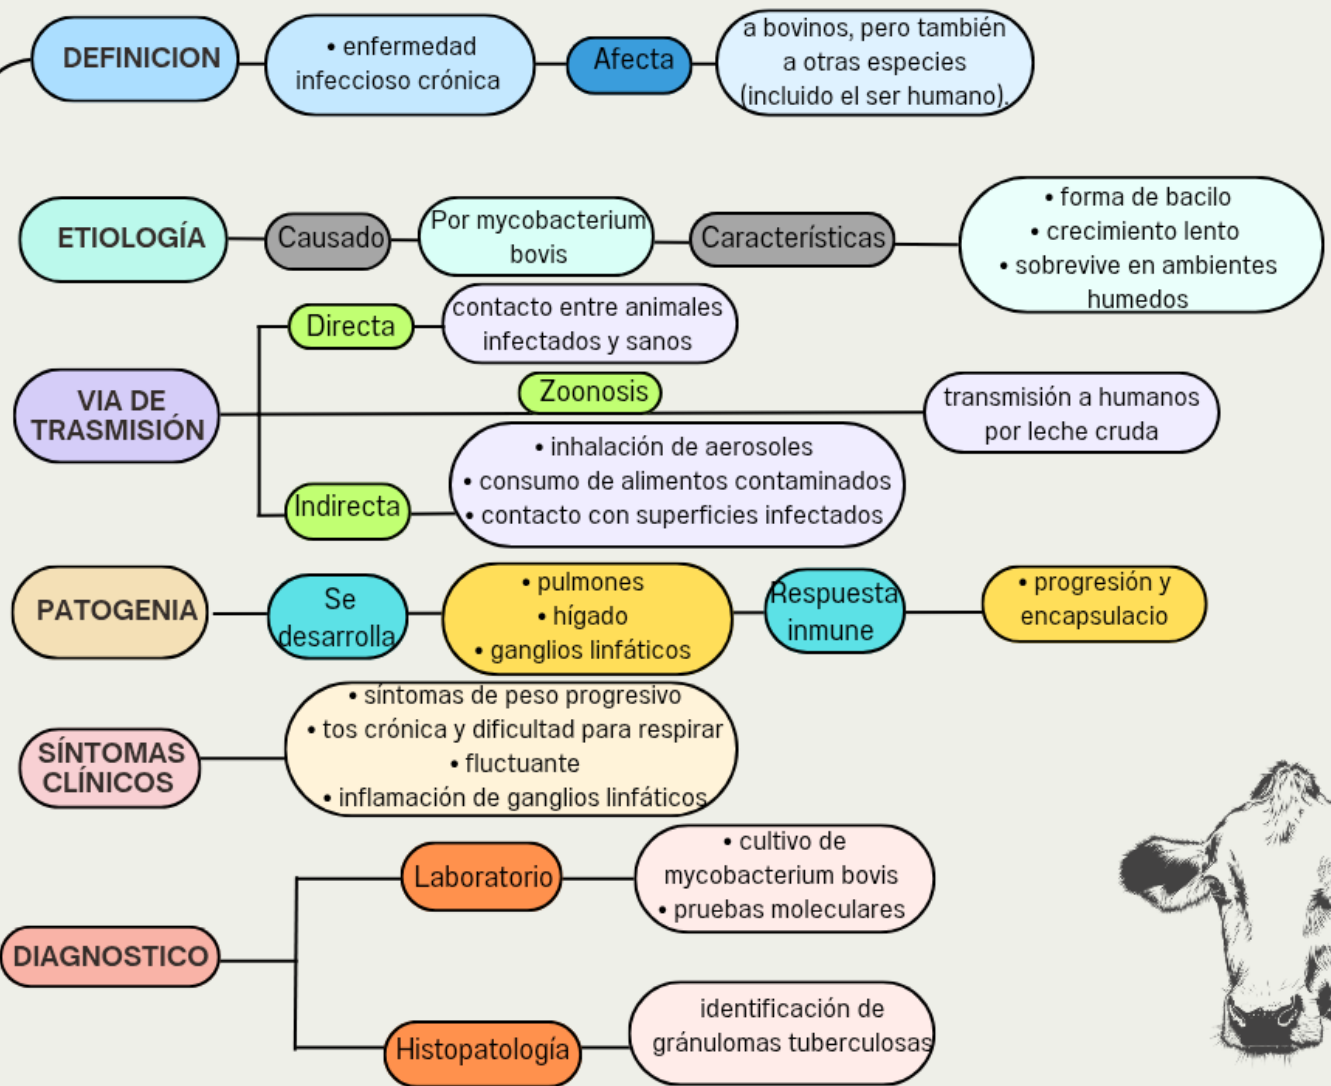 DEFINICION
• enfermedad
infeccioso crónica
Afecta
a bovinos, pero también
a otras especies
(incluido el ser humano).
ETIOLOGÍA
Causado
Por mycobacterium
bovis
Características
• forma de bacilo
• crecimiento lento
• sobrevive en ambientes
humedos
VIA DE
TRASMISIÓN
Directa
contacto entre animales
infectados y sanos
Zoonosis
transmisión a humanos
por leche cruda
Indirecta
• inhalación de aerosoles
• consumo de alimentos contaminados
• contacto con superficies infectados
PATOGENIA
Se
desarrolla
• pulmones
• hígado
• ganglios linfáticos
Respuesta
inmune
• progresión y
encapsulacio
SÍNTOMAS
CLÍNICOS
• síntomas de peso progresivo
• tos crónica y dificultad para respirar
• fluctuante
• inflamación de ganglios linfáticos
DIAGNOSTICO
Laboratorio
• cultivo de
mycobacterium bovis
• pruebas moleculares
Histopatología
identificación de
gránulomas tuberculosas